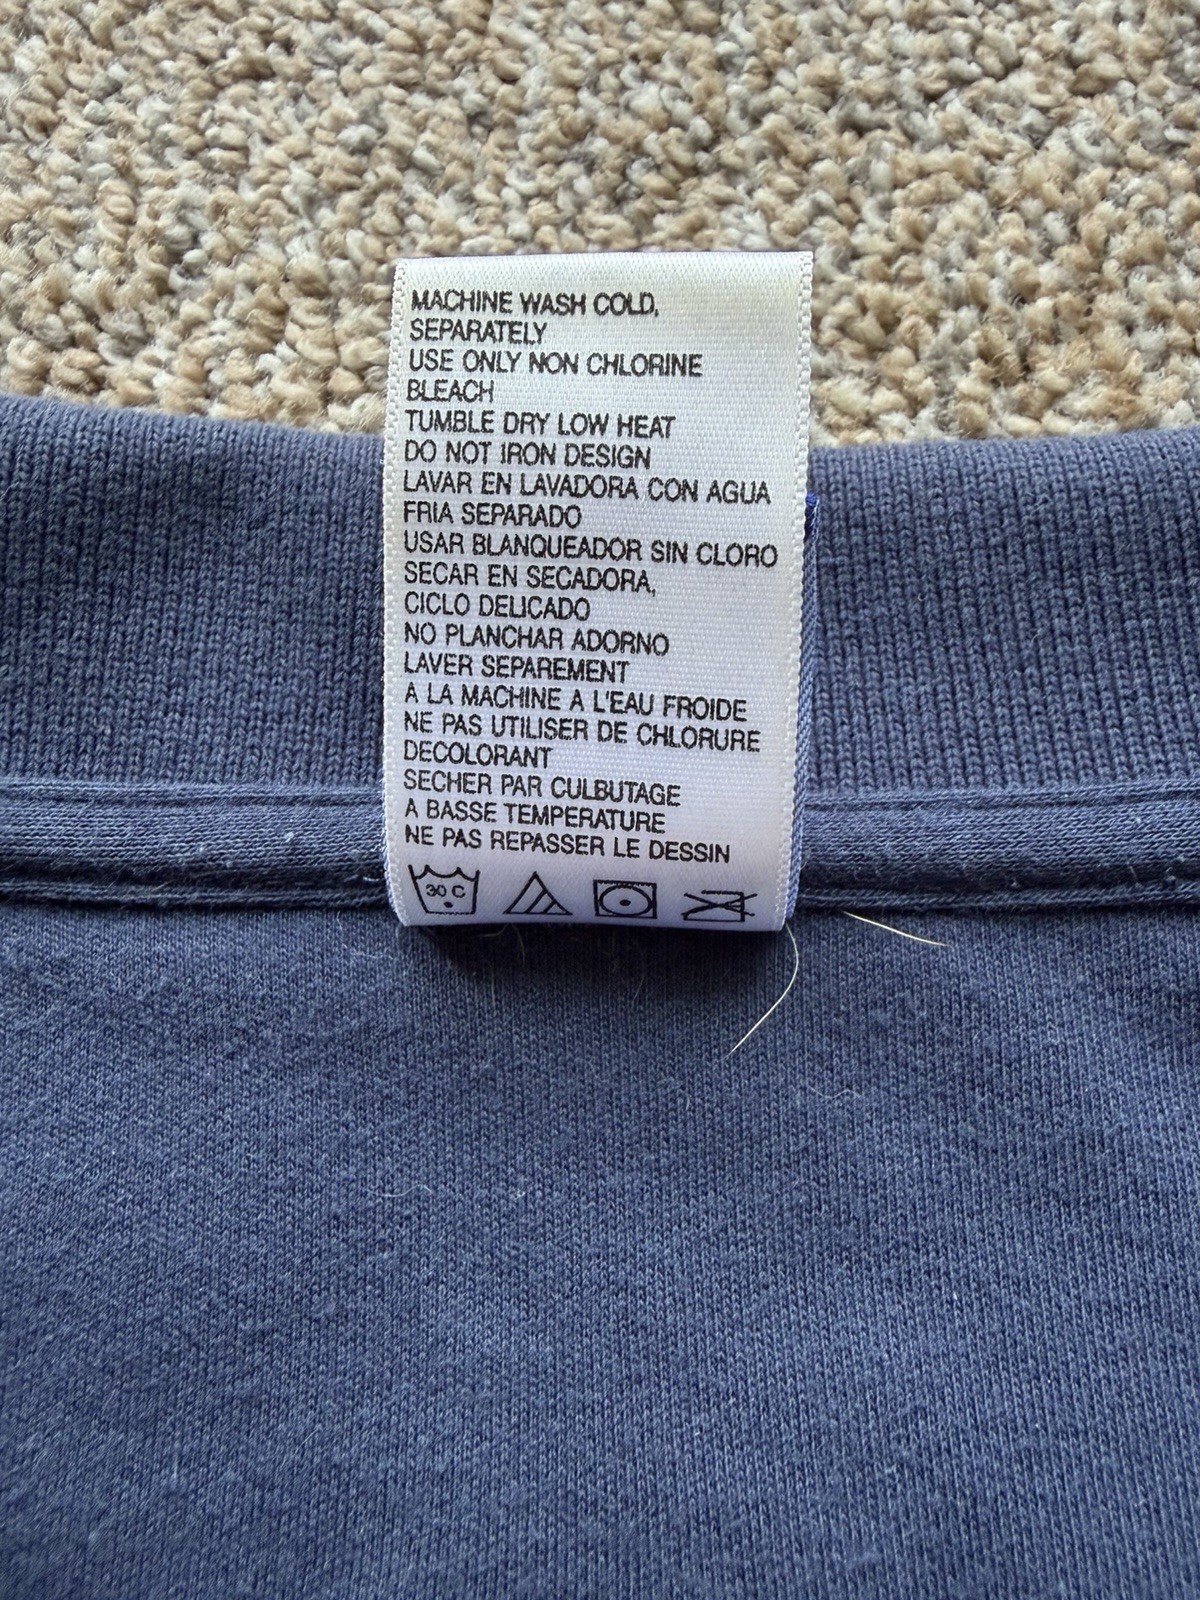 MACHINE WASH COLD,
SEPARATELY
USE ONLY NON CHLORINE
BLEACH
TUMBLE DRY LOW HEAT
DO NOT IRON DESIGN
LAVAR EN LAVADORA CON AGUA
FRIA SEPARADO
USAR BLANQUEADOR SIN CLORO
SECAR EN SECADORA,
CICLO DELICADO
NO PLANCHAR ADORNO
LAVER SEPAREMENT
A LA MACHINE A L'EAU FROIDE
NE PAS UTILISER DE CHLORURE
DECOLORANT
SECHER PAR CULBUTAGE
A BASSE TEMPERATURE
NE PAS REPASSER LE DESSIN
30 C